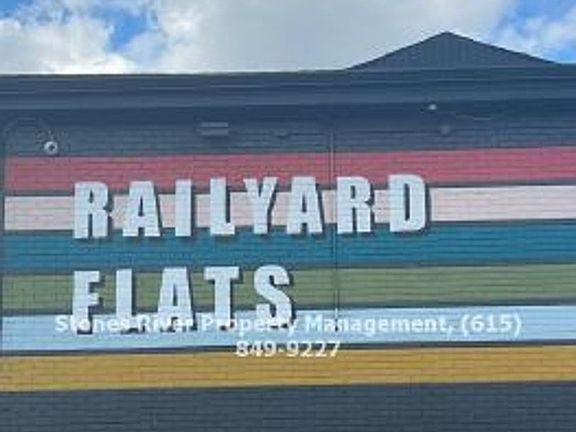 RAILYARD
FLATS
Stones River Property Management, (615)
849-9227